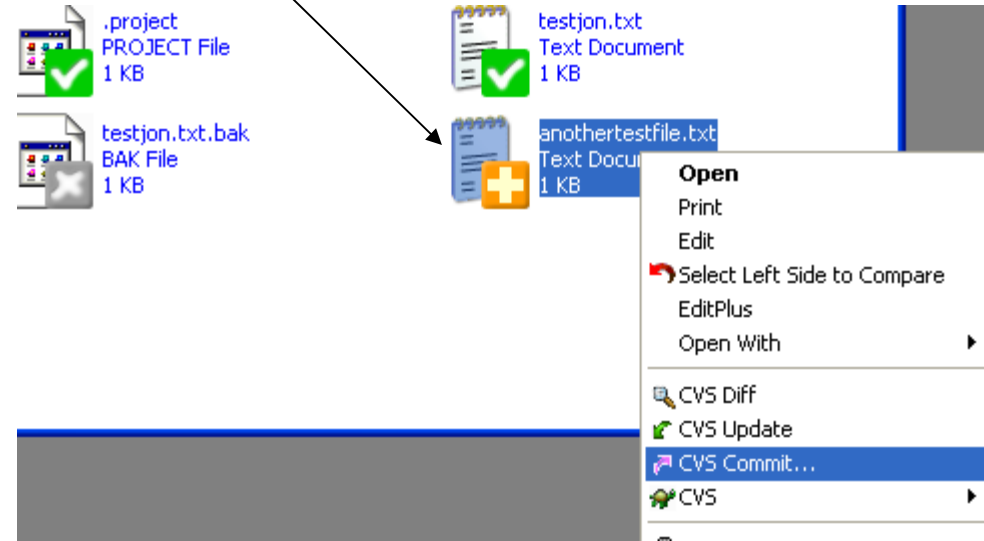 .project
PROJECT File
1 KB
testjon.txt
Text Document
1 KB
testjon.txt.bak
BAK File
1 KB
anothertestfile.txt
Text Docu
1 KB
Open
Print
Edit
Select Left Side to Compare
EditPlus
Open With
CVS Diff
CVS Update
CVS Commit...
CVS